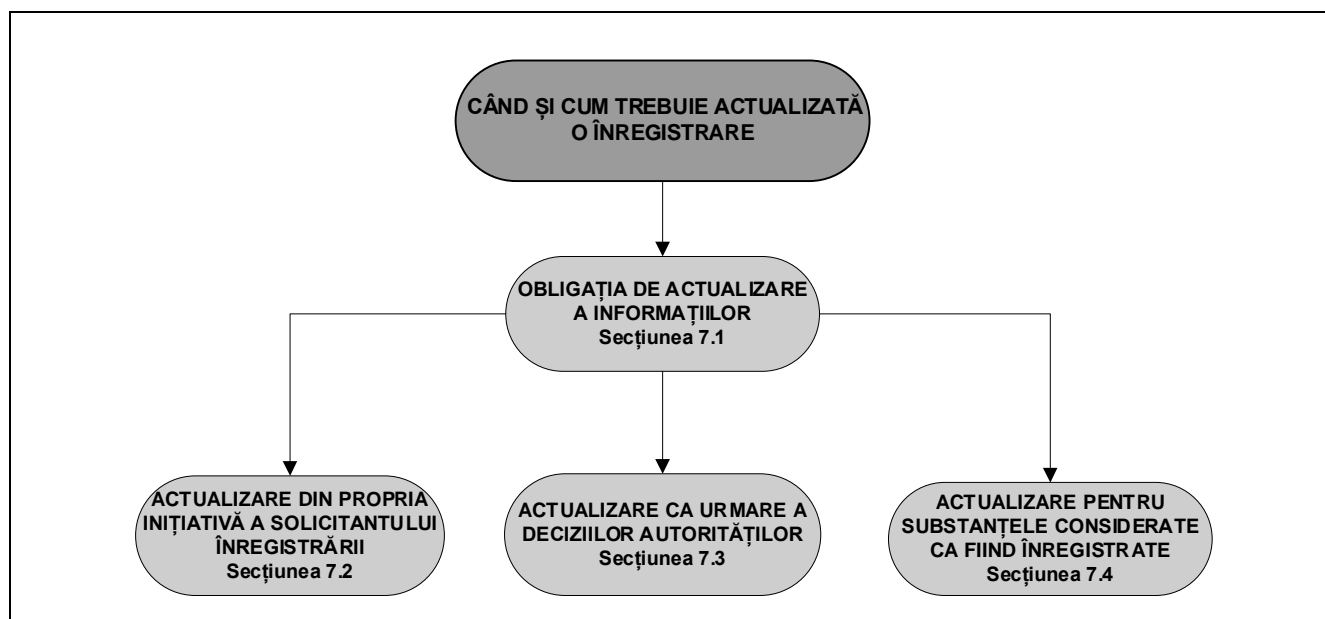 CÂND ȘI CUM TREBUIE ACTUALIZATĂ
O ÎNREGISTRARE
OBLIGAȚIA DE ACTUALIZARE
A INFORMAȚIILOR
Secțiunea 7.1
ACTUALIZARE DIN PROPRIA
INIȚIATIVĂ A SOLICITANTULUI
ÎNREGISTRĂRII
Secțiunea 7.2
ACTUALIZARE CA URMARE A
DECIZIILOR AUTORITĂȚILOR
Secțiunea 7.3
ACTUALIZARE PENTRU
SUBSTANȚELE CONSIDERATE
CA FIIND ÎNREGISTRATE
Secțiunea 7.4